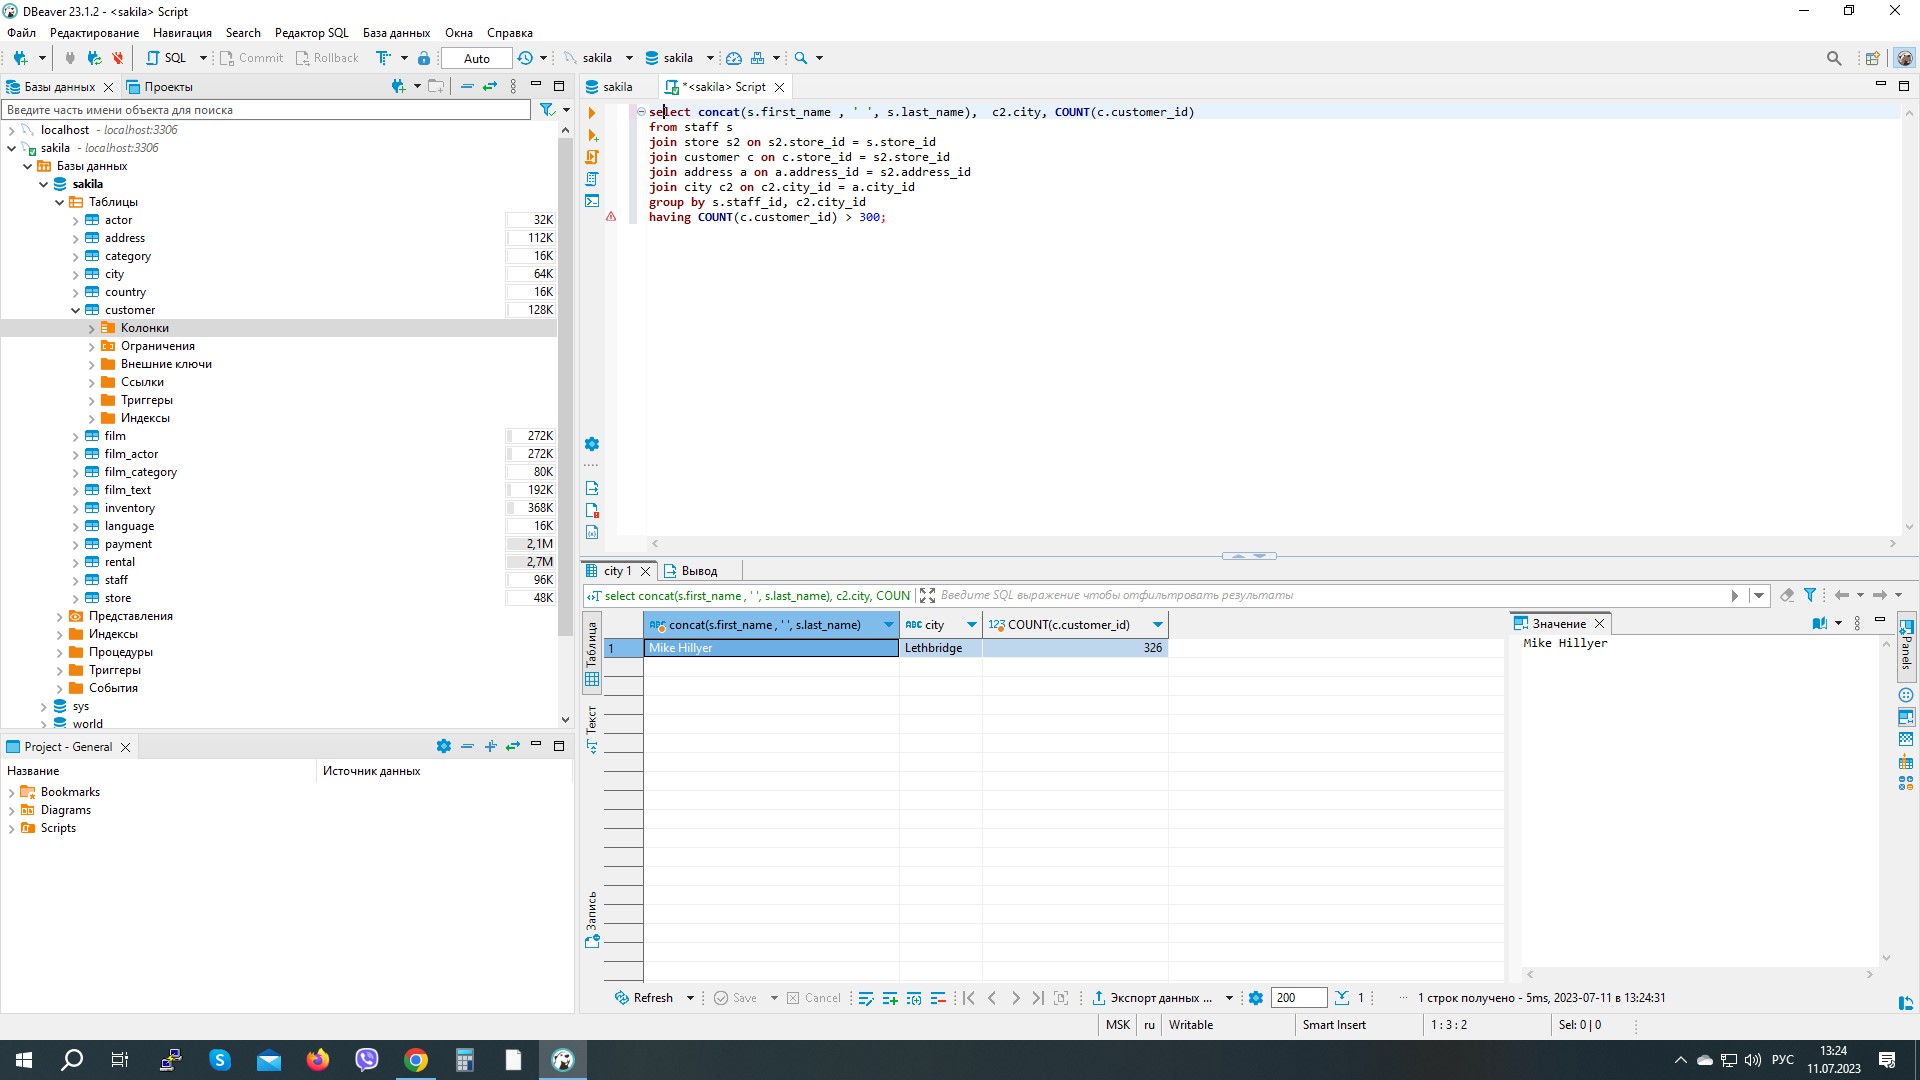 DBeaver 23.1.2 - <sakila> Script
Файл Редактирование Навигация Search Редактор SQL База данных Окна Справка
SQL Commit Rollback Auto sakila sakila
Базы данных Проекты
Введите часть имени объекта для поиска
localhost - localhost:3306
sakila - localhost:3306
Базы данных
sakila
Таблицы
actor 32K
address 112K
category 16K
city 64K
country 16K
customer 128K
Колонки
Ограничения
Внешние ключи
Ссылки
Триггеры
Индексы
film 272K
film_actor 272K
film_category 80K
film_text 192K
inventory 368K
language 16K
payment 2,1M
rental 2,7M
staff 96K
store 48K
Представления
Индексы
Процедуры
Триггеры
События
sys
world
Project - General
Название Источник данных
Bookmarks
Diagrams
Scripts
sakila *<sakila> Script
select concat(s.first_name , ' ', s.last_name),  c2.city, COUNT(c.customer_id)
from staff s
join store s2 on s2.store_id = s.store_id
join customer c on c.store_id = s2.store_id
join address a on a.address_id = s2.address_id
join city c2 on c2.city_id = a.city_id
group by s.staff_id, c2.city_id
having COUNT(c.customer_id) > 300;
city 1 Вывод
select concat(s.first_name , ' ', s.last_name), c2.city, COUN Введите SQL выражение чтобы отфильтровать результаты
Таблица
Текст
Запись
ABC concat(s.first_name , ' ', s.last_name) ABC city 123 COUNT(c.customer_id)
1 Mike Hillyer Lethbridge 326
Значение
Mike Hillyer
Panels
Refresh Save Cancel Экспорт данных ... 200 1 ... 1 строк получено - 5ms, 2023-07-11 в 13:24:31
MSK ru Writable Smart Insert 1 : 3 : 2 Sel: 0 | 0
РУС 13:24
11.07.2023